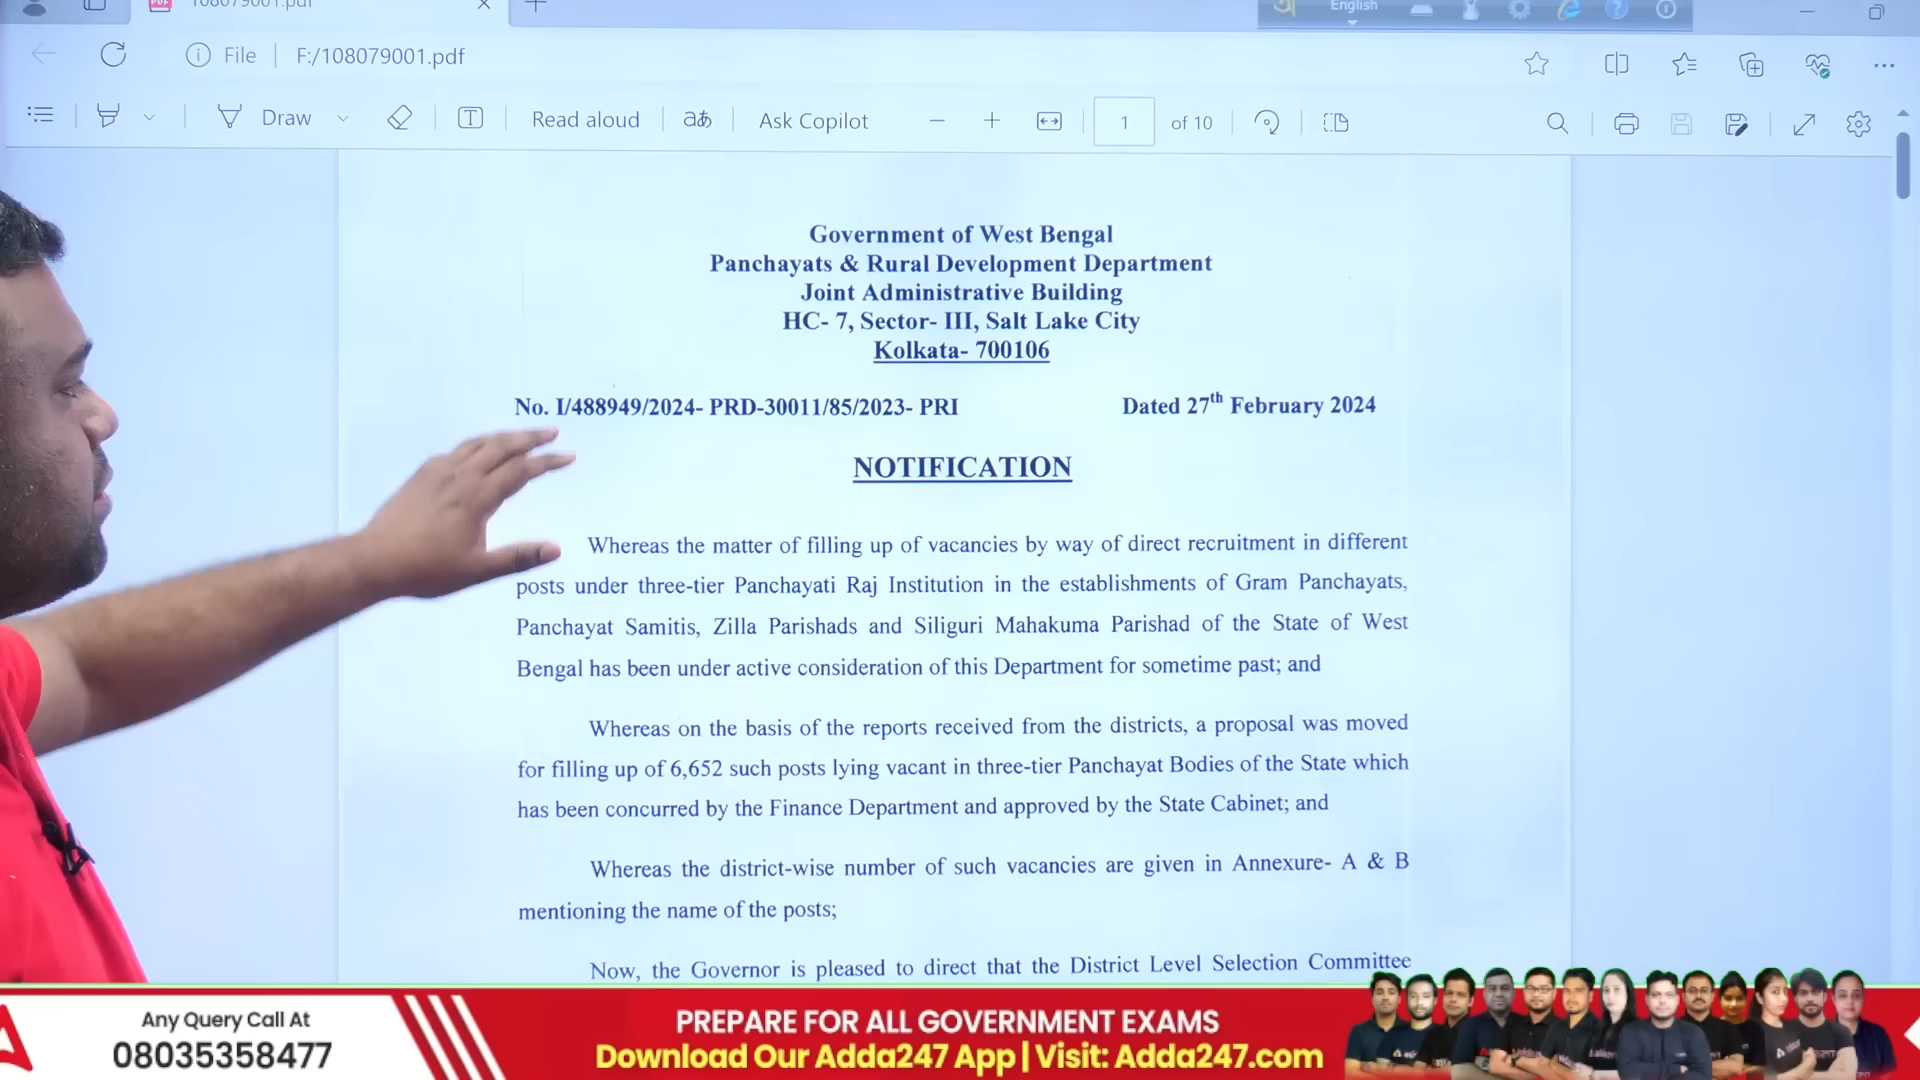 108079001.pdf
English
File
F:/108079001.pdf
Draw
T
Read aloud
aあ
Ask Copilot
1
of 10
Government of West Bengal
Panchayats & Rural Development Department
Joint Administrative Building
HC- 7, Sector- III, Salt Lake City
Kolkata- 700106
No. I/488949/2024- PRD-30011/85/2023- PRI
Dated 27th February 2024
NOTIFICATION
Whereas the matter of filling up of vacancies by way of direct recruitment in different
posts under three-tier Panchayati Raj Institution in the establishments of Gram Panchayats,
Panchayat Samitis, Zilla Parishads and Siliguri Mahakuma Parishad of the State of West
Bengal has been under active consideration of this Department for sometime past; and
Whereas on the basis of the reports received from the districts, a proposal was moved
for filling up of 6,652 such posts lying vacant in three-tier Panchayat Bodies of the State which
has been concurred by the Finance Department and approved by the State Cabinet; and
Whereas the district-wise number of such vacancies are given in Annexure- A & B
mentioning the name of the posts;
Now, the Governor is pleased to direct that the District Level Selection Committee
Any Query Call At
08035358477
PREPARE FOR ALL GOVERNMENT EXAMS
Download Our Adda247 App | Visit: Adda247.com